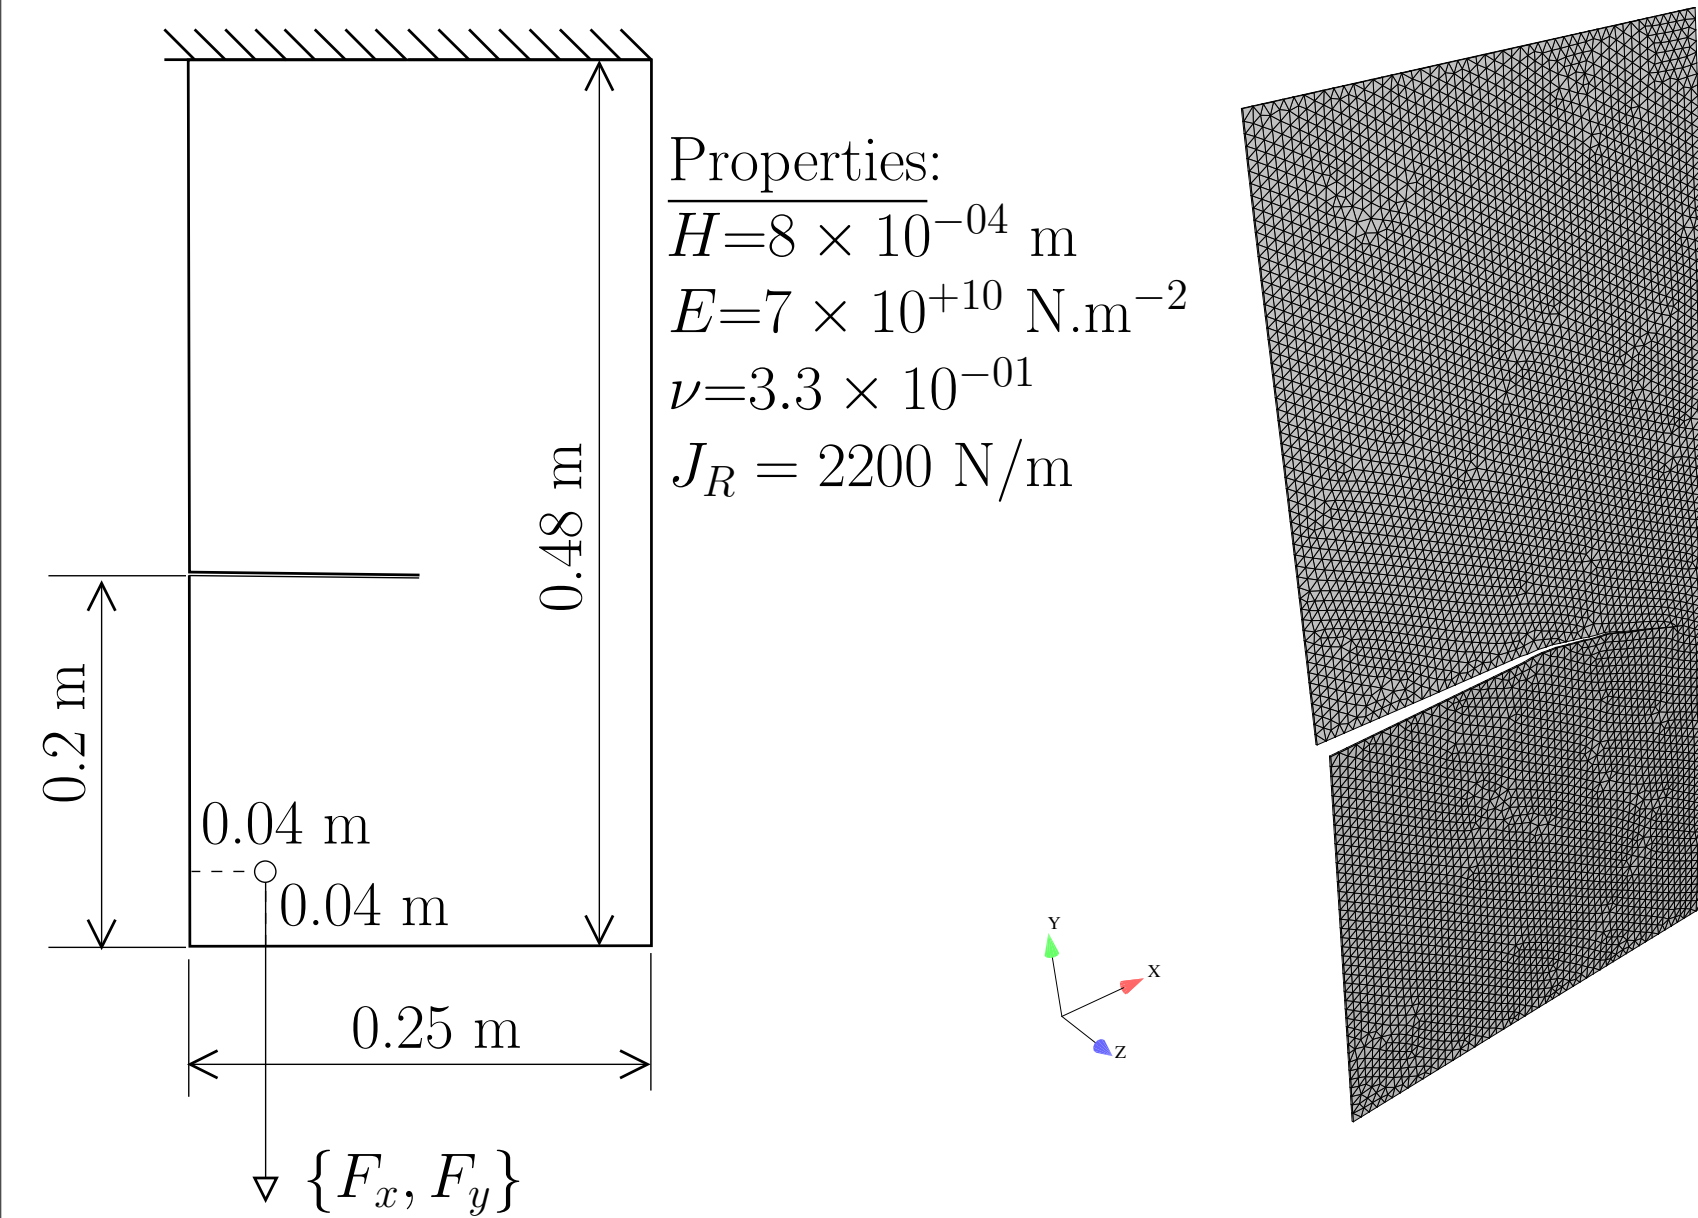 Properties:
H=8 × 10⁻⁰⁴ m
E=7 × 10⁺¹⁰ N.m⁻²
ν=3.3 × 10⁻⁰¹
J_R = 2200 N/m
0.48 m
0.2 m
0.04 m
0.04 m
0.25 m
{F_x, F_y}
Y
X
Z